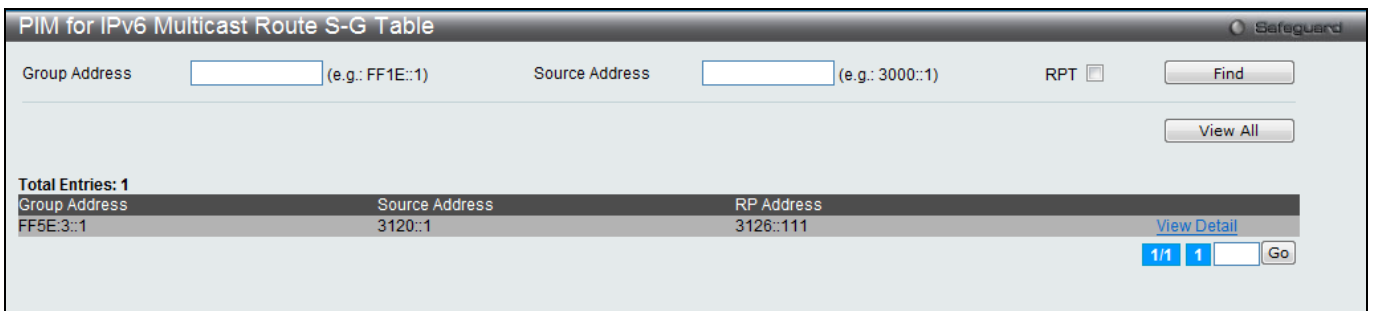 PIM for IPv6 Multicast Route S-G Table
Safeguard
Group Address (e.g.: FF1E::1) Source Address (e.g.: 3000::1) RPT Find
View All
Total Entries: 1
Group Address Source Address RP Address
FF5E:3::1 3120::1 3126::111 View Detail
1/1 1 Go